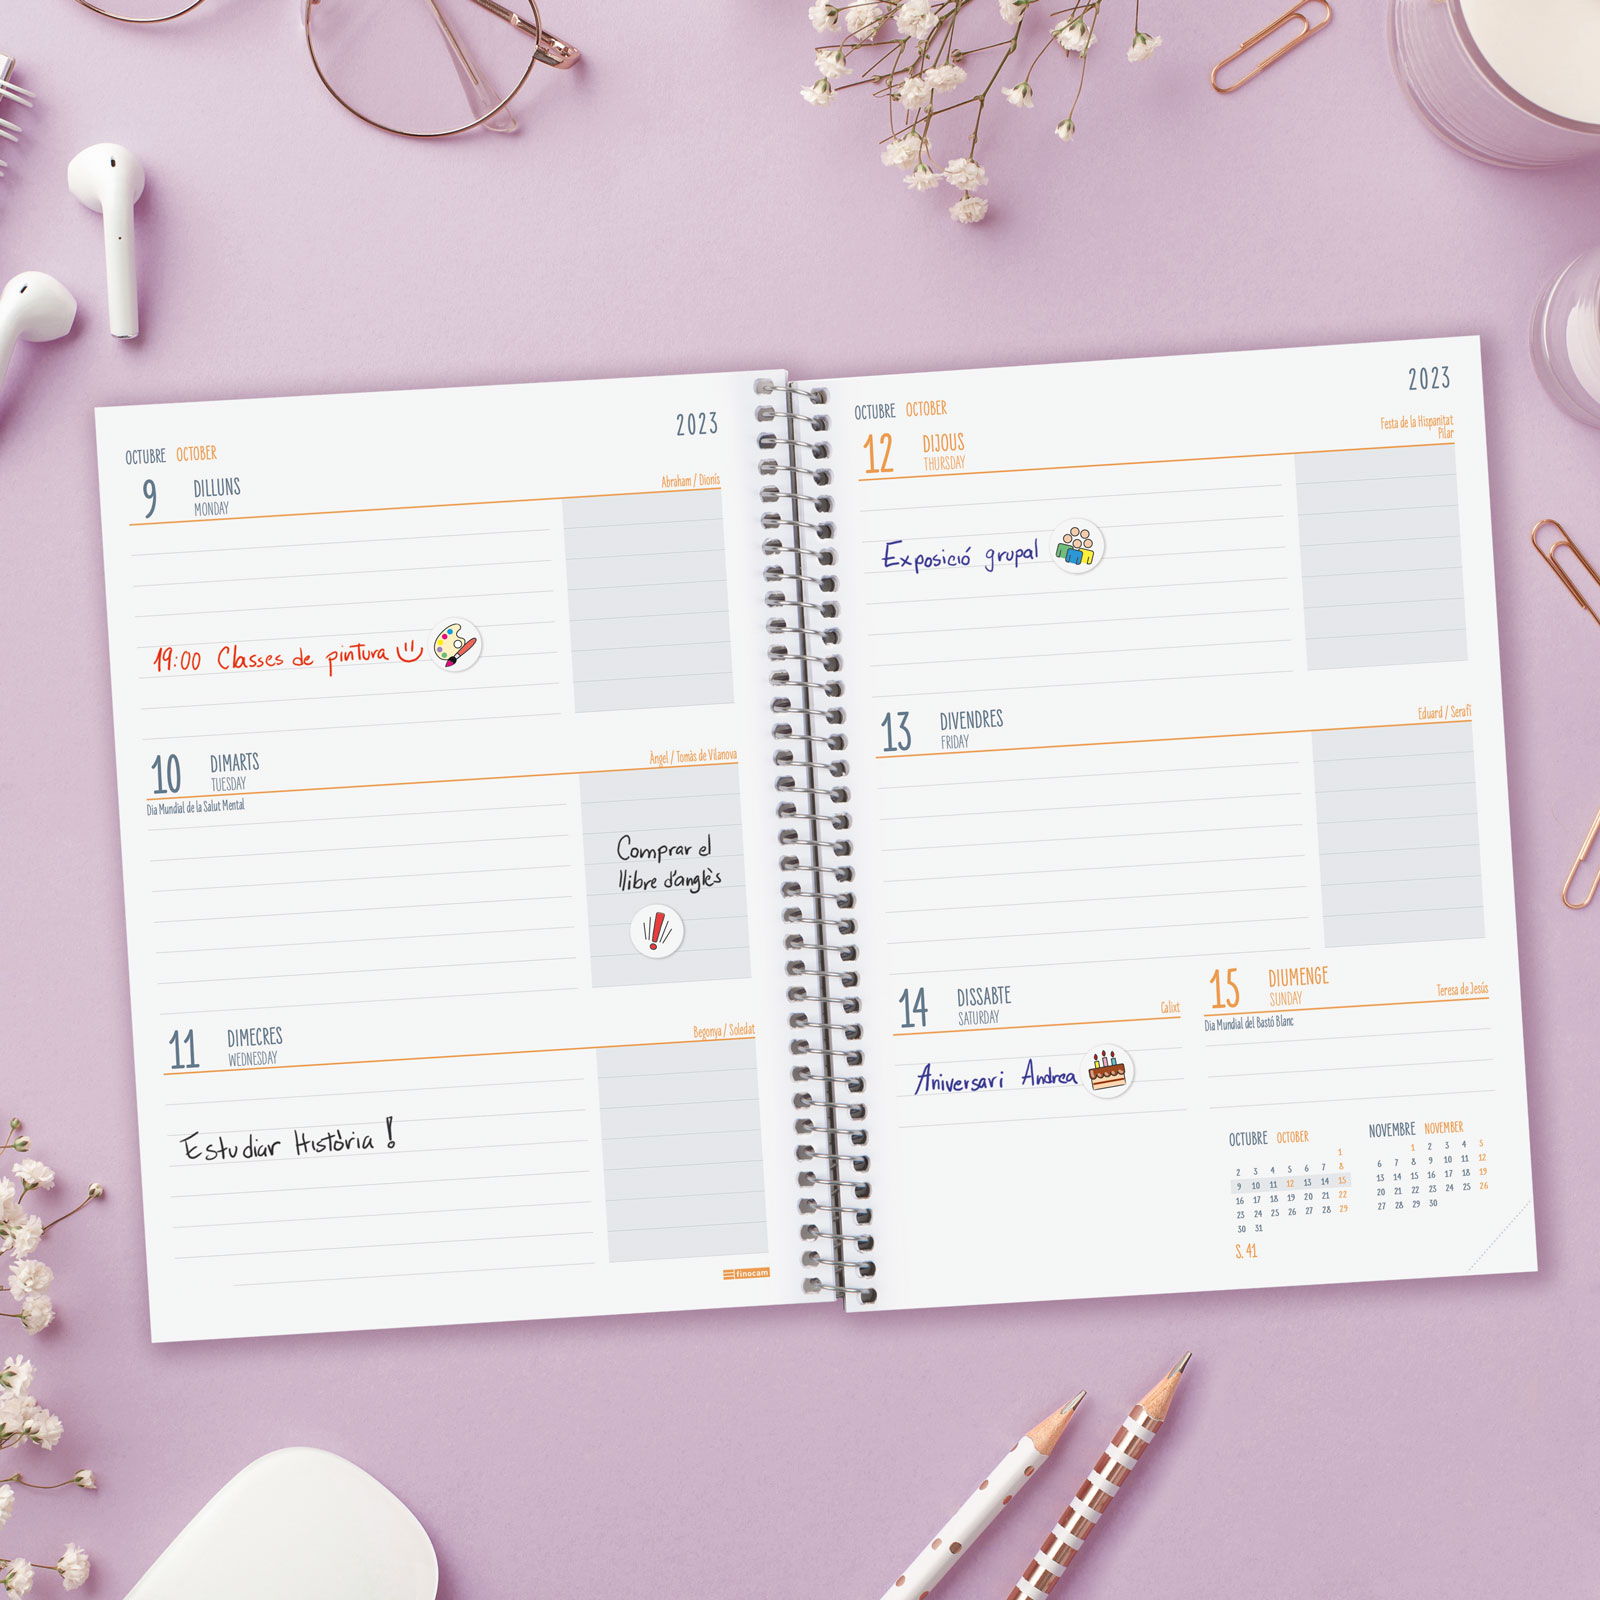 2023
OCTUBRE OCTOBER
9 DILLUNS
MONDAY
Abraham / Dionís
19:00 Classes de pintura
10 DIMARTS
TUESDAY
Àngel / Tomàs de Vilanova
Dia Mundial de la Salut Mental
Comprar el
llibre d'anglès
11 DIMECRES
WEDNESDAY
Begonya / Soledat
Estudiar Història !
finocam
2023
OCTUBRE OCTOBER
12 DIJOUS
THURSDAY
Festa de la Hispanitat
Pilar
Exposició grupal
13 DIVENDRES
FRIDAY
Eduard / Serafí
14 DISSABTE
SATURDAY
Calixt
Aniversari Andrea
15 DIUMENGE
SUNDAY
Teresa de Jesús
Dia Mundial del Bastó Blanc
OCTUBRE OCTOBER
1
2 3 4 5 6 7 8
9 10 11 12 13 14 15
16 17 18 19 20 21 22
23 24 25 26 27 28 29
30 31
S. 41
NOVEMBRE NOVEMBER
1 2 3 4 5
6 7 8 9 10 11 12
13 14 15 16 17 18 19
20 21 22 23 24 25 26
27 28 29 30